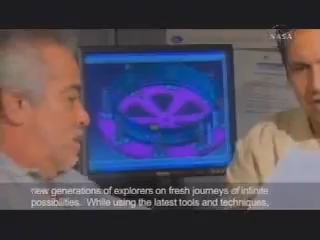 NASA
new generations of explorers on fresh journeys of infinite
possibilities. While using the latest tools and techniques,